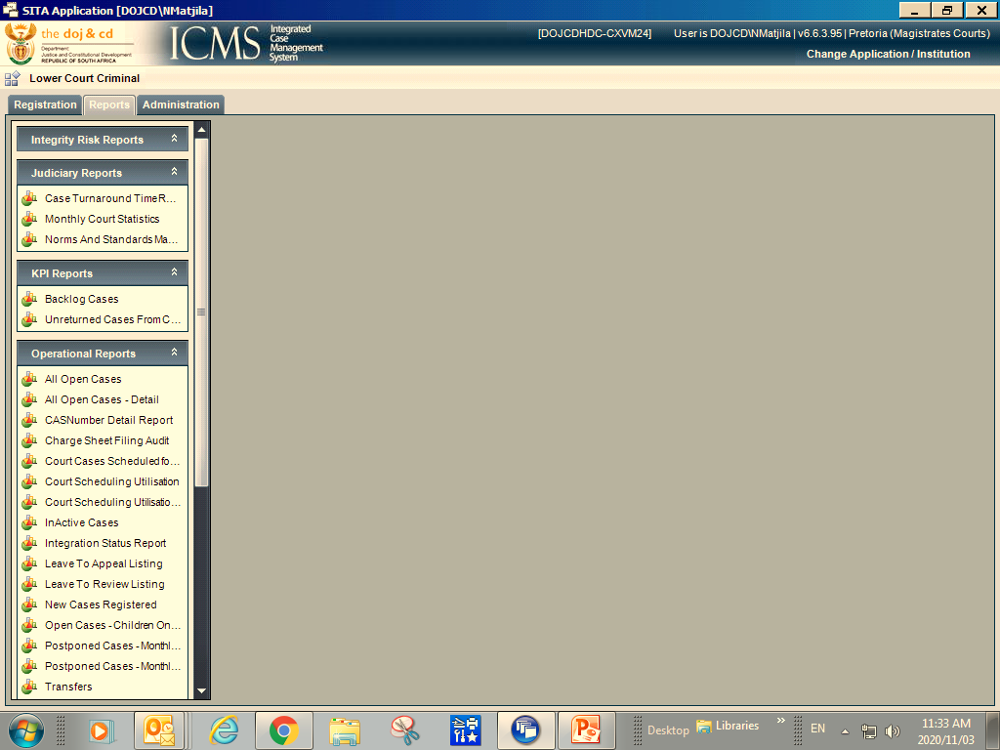 SITA Application [DOJCD\NMatjila]
the doj & cd
Department:
Justice and Constitutional Development
REPUBLIC OF SOUTH AFRICA
ICMS Integrated
Case
Management
System
[DOJCDHDC-CXVM24] User is DOJCD\NMatjila | v6.6.3.95 | Pretoria (Magistrates Courts)
Change Application / Institution
Lower Court Criminal
Registration Reports Administration
Integrity Risk Reports
Judiciary Reports
Case Turnaround Time R...
Monthly Court Statistics
Norms And Standards Ma...
KPI Reports
Backlog Cases
Unreturned Cases From C...
Operational Reports
All Open Cases
All Open Cases - Detail
CASNumber Detail Report
Charge Sheet Filing Audit
Court Cases Scheduled fo...
Court Scheduling Utilisation
Court Scheduling Utilisatio...
InActive Cases
Integration Status Report
Leave To Appeal Listing
Leave To Review Listing
New Cases Registered
Open Cases - Children On...
Postponed Cases - Monthl...
Postponed Cases - Monthl...
Transfers
Desktop Libraries » EN 11:33 AM
2020/11/03